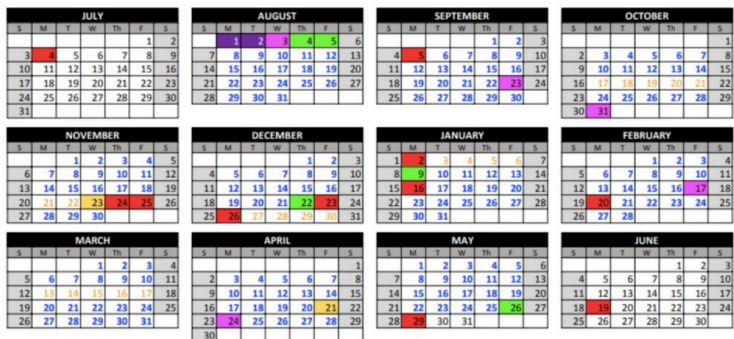 JULY
S M T W Th F S
1 2
3 4 5 6 7 8 9
10 11 12 13 14 15 16
17 18 19 20 21 22 23
24 25 26 27 28 29 30
31
AUGUST
S M T W Th F S
1 2 3 4 5 6
7 8 9 10 11 12 13
14 15 16 17 18 19 20
21 22 23 24 25 26 27
28 29 30 31
SEPTEMBER
S M T W Th F S
1 2 3
4 5 6 7 8 9 10
11 12 13 14 15 16 17
18 19 20 21 22 23 24
25 26 27 28 29 30
OCTOBER
S M T W Th F S
1
2 3 4 5 6 7 8
9 10 11 12 13 14 15
16 17 18 19 20 21 22
23 24 25 26 27 28 29
30 31
NOVEMBER
S M T W Th F S
1 2 3 4 5
6 7 8 9 10 11 12
13 14 15 16 17 18 19
20 21 22 23 24 25 26
27 28 29 30
DECEMBER
S M T W Th F S
1 2 3
4 5 6 7 8 9 10
11 12 13 14 15 16 17
18 19 20 21 22 23 24
25 26 27 28 29 30 31
JANUARY
S M T W Th F S
1 2 3 4 5 6 7
8 9 10 11 12 13 14
15 16 17 18 19 20 21
22 23 24 25 26 27 28
29 30 31
FEBRUARY
S M T W Th F S
1 2 3 4
5 6 7 8 9 10 11
12 13 14 15 16 17 18
19 20 21 22 23 24 25
26 27 28
MARCH
S M T W Th F S
1 2 3 4
5 6 7 8 9 10 11
12 13 14 15 16 17 18
19 20 21 22 23 24 25
26 27 28 29 30 31
APRIL
S M T W Th F S
1
2 3 4 5 6 7 8
9 10 11 12 13 14 15
16 17 18 19 20 21 22
23 24 25 26 27 28 29
30
MAY
S M T W Th F S
1 2 3 4 5 6
7 8 9 10 11 12 13
14 15 16 17 18 19 20
21 22 23 24 25 26 27
28 29 30 31
JUNE
S M T W Th F S
1 2 3
4 5 6 7 8 9 10
11 12 13 14 15 16 17
18 19 20 21 22 23 24
25 26 27 28 29 30